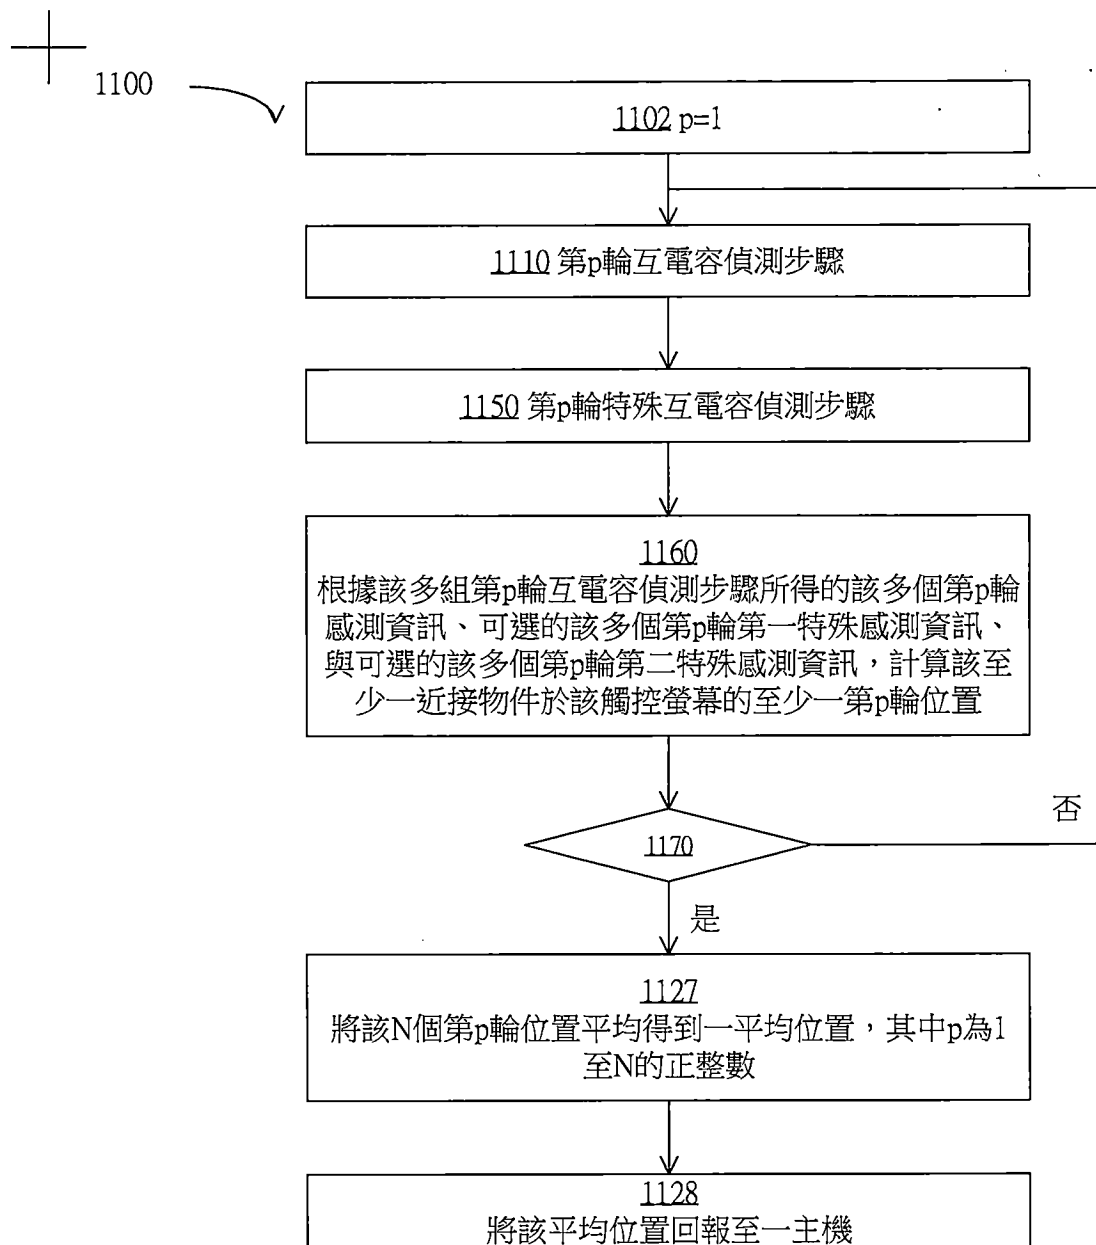 1100
1102 p=1
1110 第p輪互電容偵測步驟
1150 第p輪特殊互電容偵測步驟
1160
根據該多組第p輪互電容偵測步驟所得的該多個第p輪
感測資訊、可選的該多個第p輪第一特殊感測資訊、
與可選的該多個第p輪第二特殊感測資訊，計算該至
少一近接物件於該觸控螢幕的至少一第p輪位置
否
1170
是
1127
將該N個第p輪位置平均得到一平均位置，其中p為1
至N的正整數
1128
將該平均位置回報至一主機